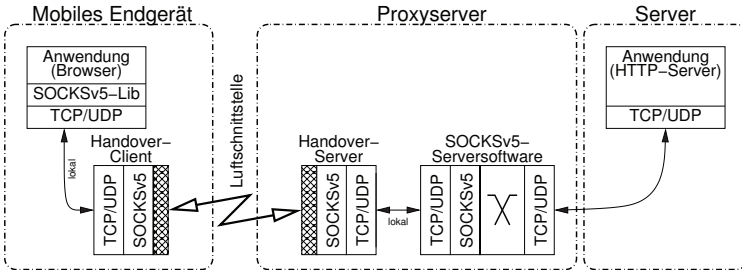 Mobiles Endgerät
Proxyserver
Server
Anwendung
(Browser)
SOCKSv5–Lib
TCP/UDP
lokal
Handover–
Client
TCP/UDP
SOCKSv5
Luftschnittstelle
Handover–
Server
SOCKSv5
TCP/UDP
lokal
SOCKSv5–
Serversoftware
TCP/UDP
SOCKSv5
TCP/UDP
Anwendung
(HTTP–Server)
TCP/UDP